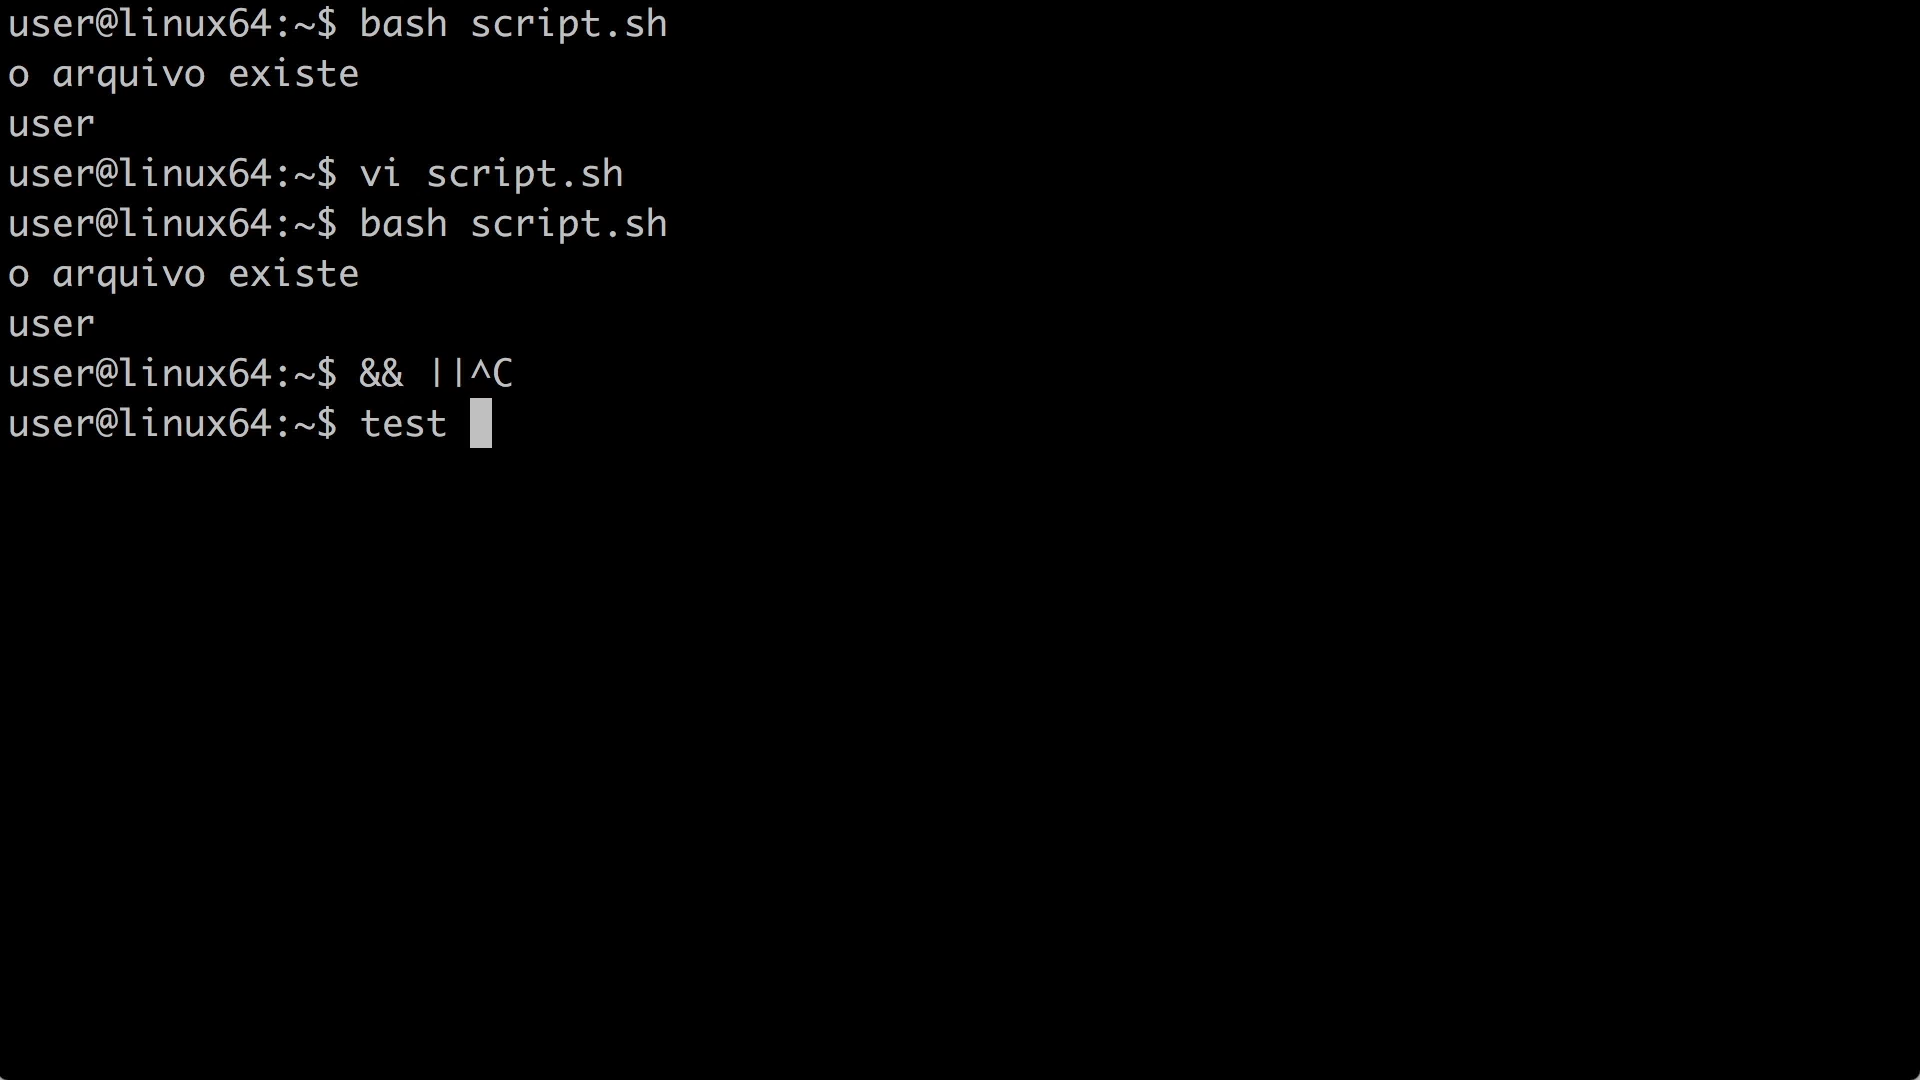 user@linux64:~$ bash script.sh
o arquivo existe
user
user@linux64:~$ vi script.sh
user@linux64:~$ bash script.sh
o arquivo existe
user
user@linux64:~$ && ||^C
user@linux64:~$ test